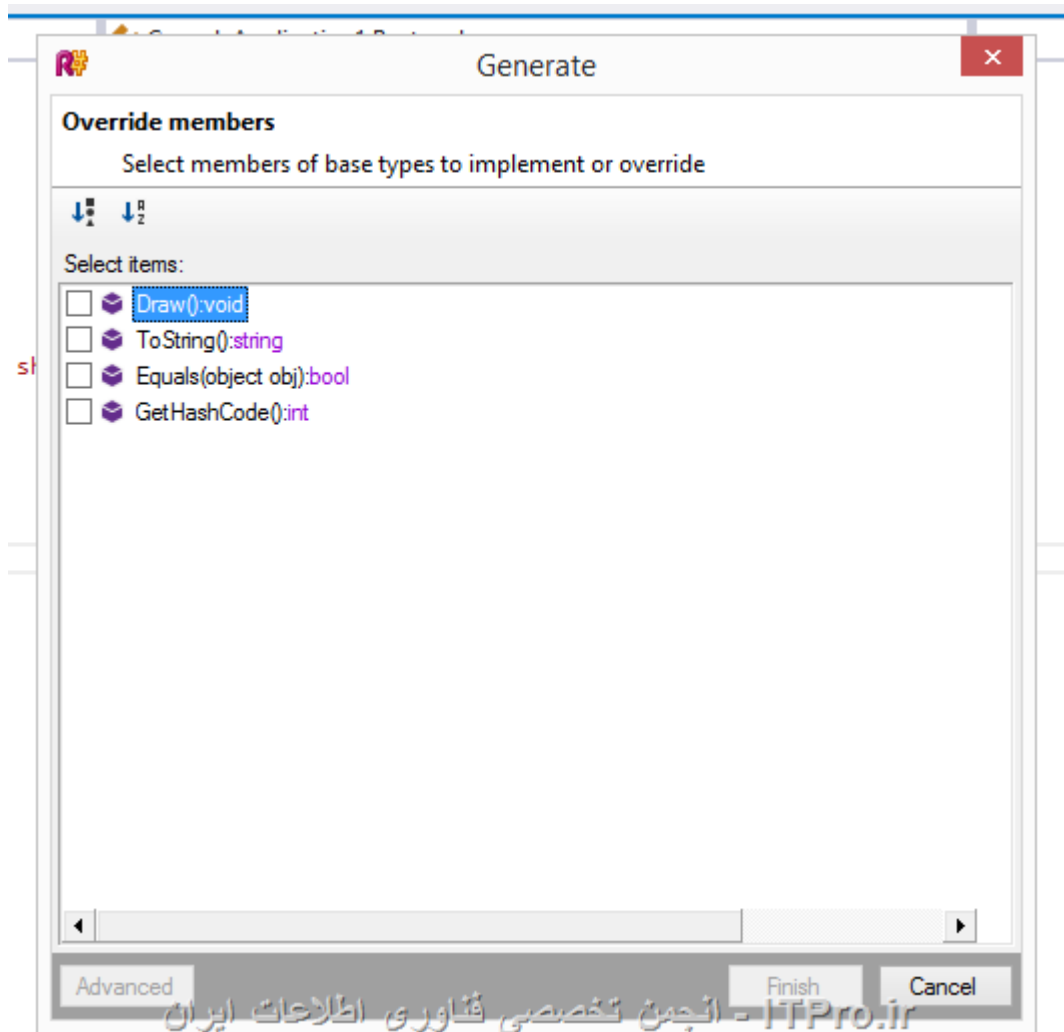 R#
Generate
Override members
Select members of base types to implement or override
Select items:
Draw():void
ToString():string
Equals(object obj):bool
GetHashCode():int
Advanced
Finish
Cancel
ITPro.ir - انجمن تخصصی فناوری اطلاعات ایران